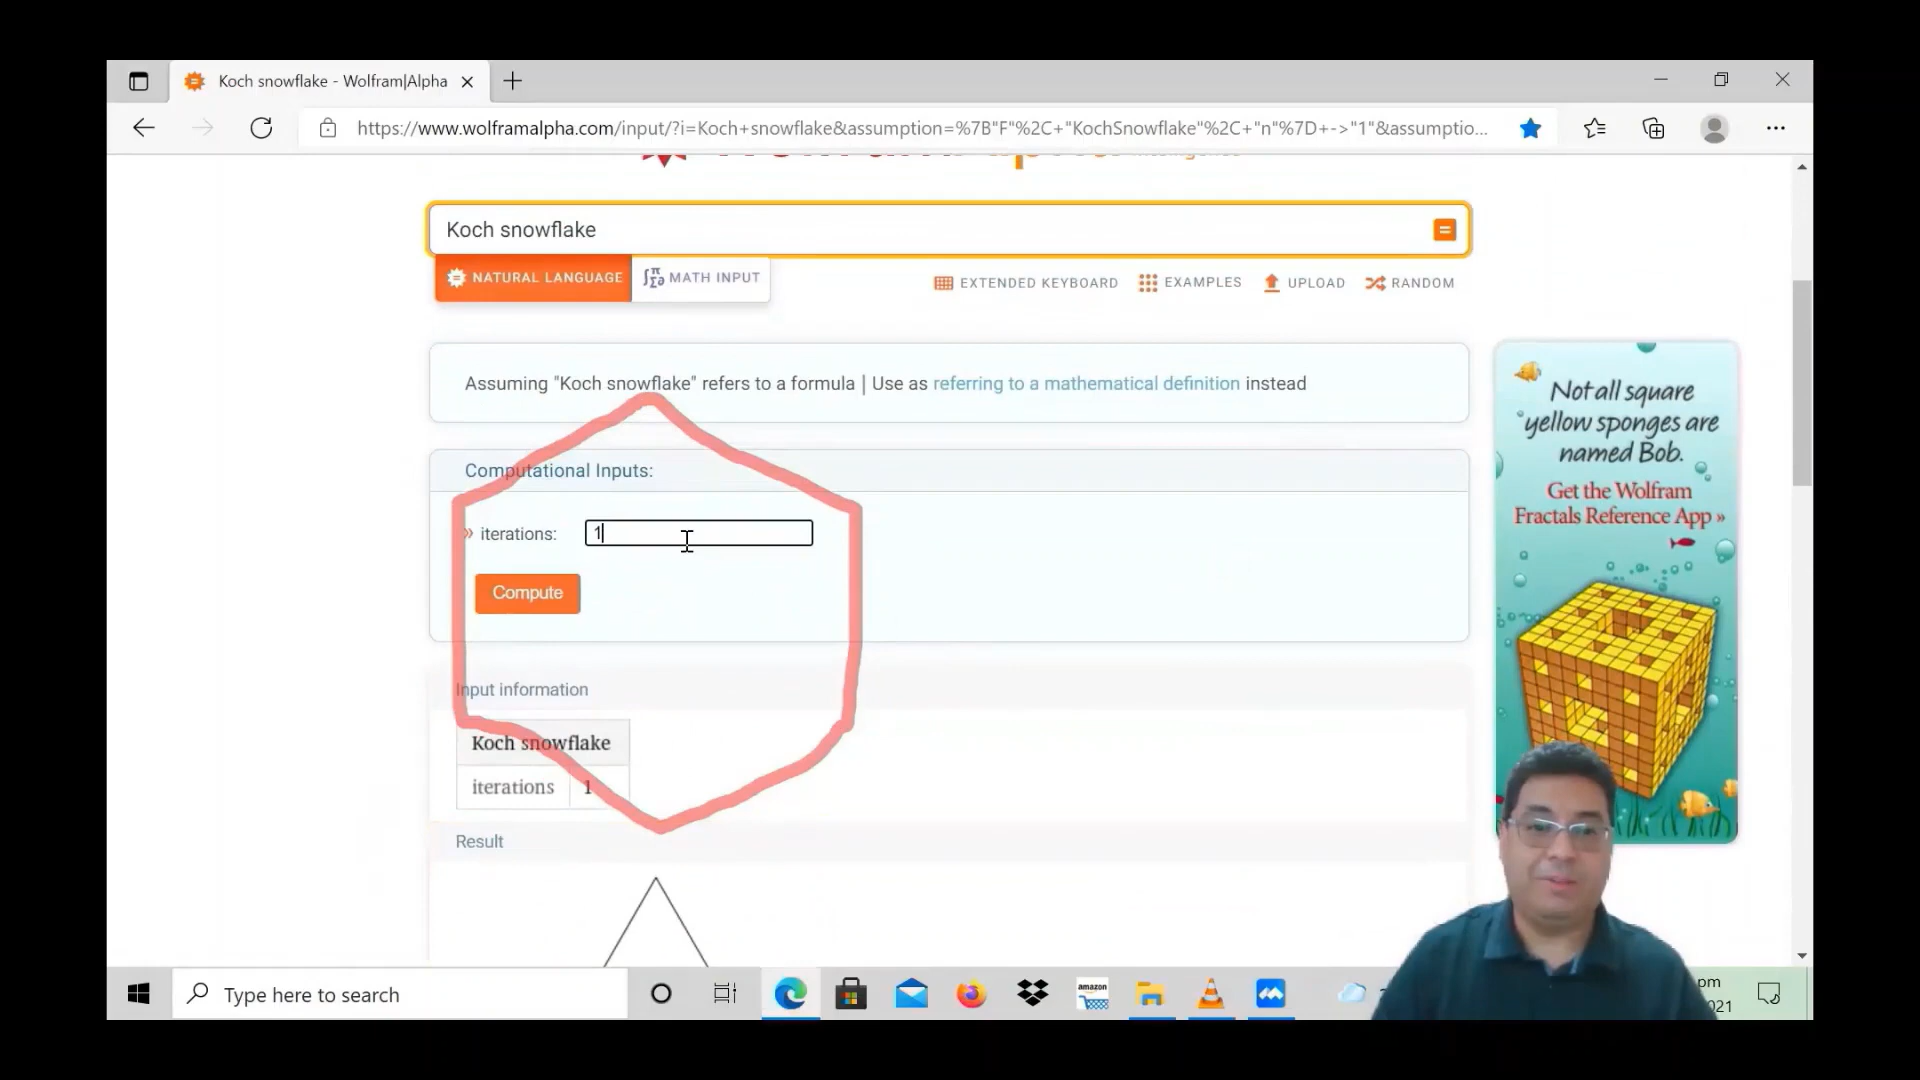 Koch snowflake - Wolfram|Alpha
https://www.wolframalpha.com/input/?i=Koch+snowflake&assumption=%7B"F"%2C+"KochSnowflake"%2C+"n"%7D+->"1"&assumptio...
Koch snowflake
NATURAL LANGUAGE
MATH INPUT
EXTENDED KEYBOARD
EXAMPLES
UPLOAD
RANDOM
Assuming "Koch snowflake" refers to a formula | Use as referring to a mathematical definition instead
Computational Inputs:
» iterations: 1
Compute
Input information
Koch snowflake
iterations 1
Result
Not all square
yellow sponges are
named Bob.
Get the Wolfram
Fractals Reference App »
Type here to search
amazon
pm
021